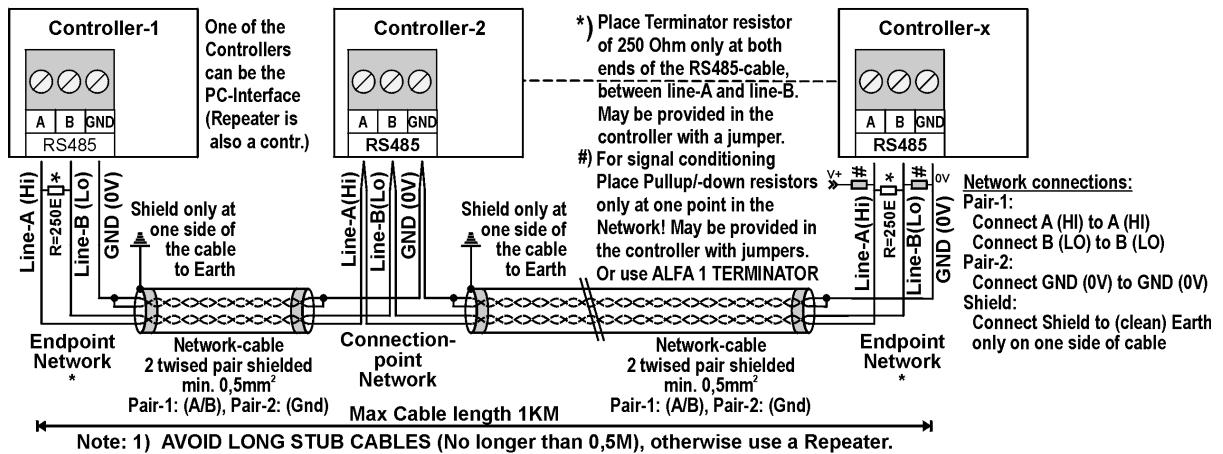 Controller-1
A B GND
RS485
One of the
Controllers
can be the
PC-Interface
(Repeater is
also a contr.)
Controller-2
A B GND
RS485
*) Place Terminator resistor
of 250 Ohm only at both
ends of the RS485-cable,
between line-A and line-B.
May be provided in the
controller with a jumper.
#) For signal conditioning
Place Pullup/-down resistors
only at one point in the
Network! May be provided in
the controller with jumpers.
Or use ALFA 1 TERMINATOR
Controller-x
A B GND
RS485
Line-A (Hi)
R=250E *
Line-B (Lo)
GND (0V)
Shield only at
one side of
the cable
to Earth
Line-A(Hi)
Line-B(Lo)
GND (0V)
Shield only at
one side of
the cable
to Earth
V+ # * # 0V
Line-A(Hi)
R=250E
Line-B(Lo)
GND (0V)
Network connections:
Pair-1:
Connect A (HI) to A (HI)
Connect B (LO) to B (LO)
Pair-2:
Connect GND (0V) to GND (0V)
Shield:
Connect Shield to (clean) Earth
only on one side of cable
Endpoint
Network
*
Network-cable
2 twised pair shielded
min. 0,5mm²
Pair-1: (A/B), Pair-2: (Gnd)
Connection-
point
Network
Network-cable
2 twised pair shielded
min. 0,5mm²
Pair-1: (A/B), Pair-2: (Gnd)
Endpoint
Network
*
Max Cable length 1KM
Note: 1) AVOID LONG STUB CABLES (No longer than 0,5M), otherwise use a Repeater.